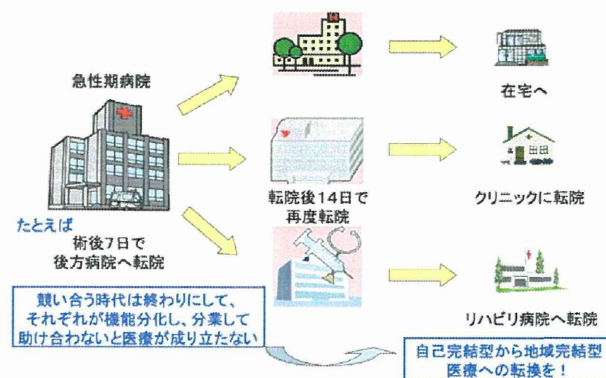 急性期病院
在宅へ
転院後14日で
再度転院
クリニックに転院
たとえば
術後7日で
後方病院へ転院
リハビリ病院へ転院
競い合う時代は終わりにして、
それぞれが機能分化し、分業して
助け合わないと医療が成り立たない
自己完結型から地域完結型
医療への転換を！